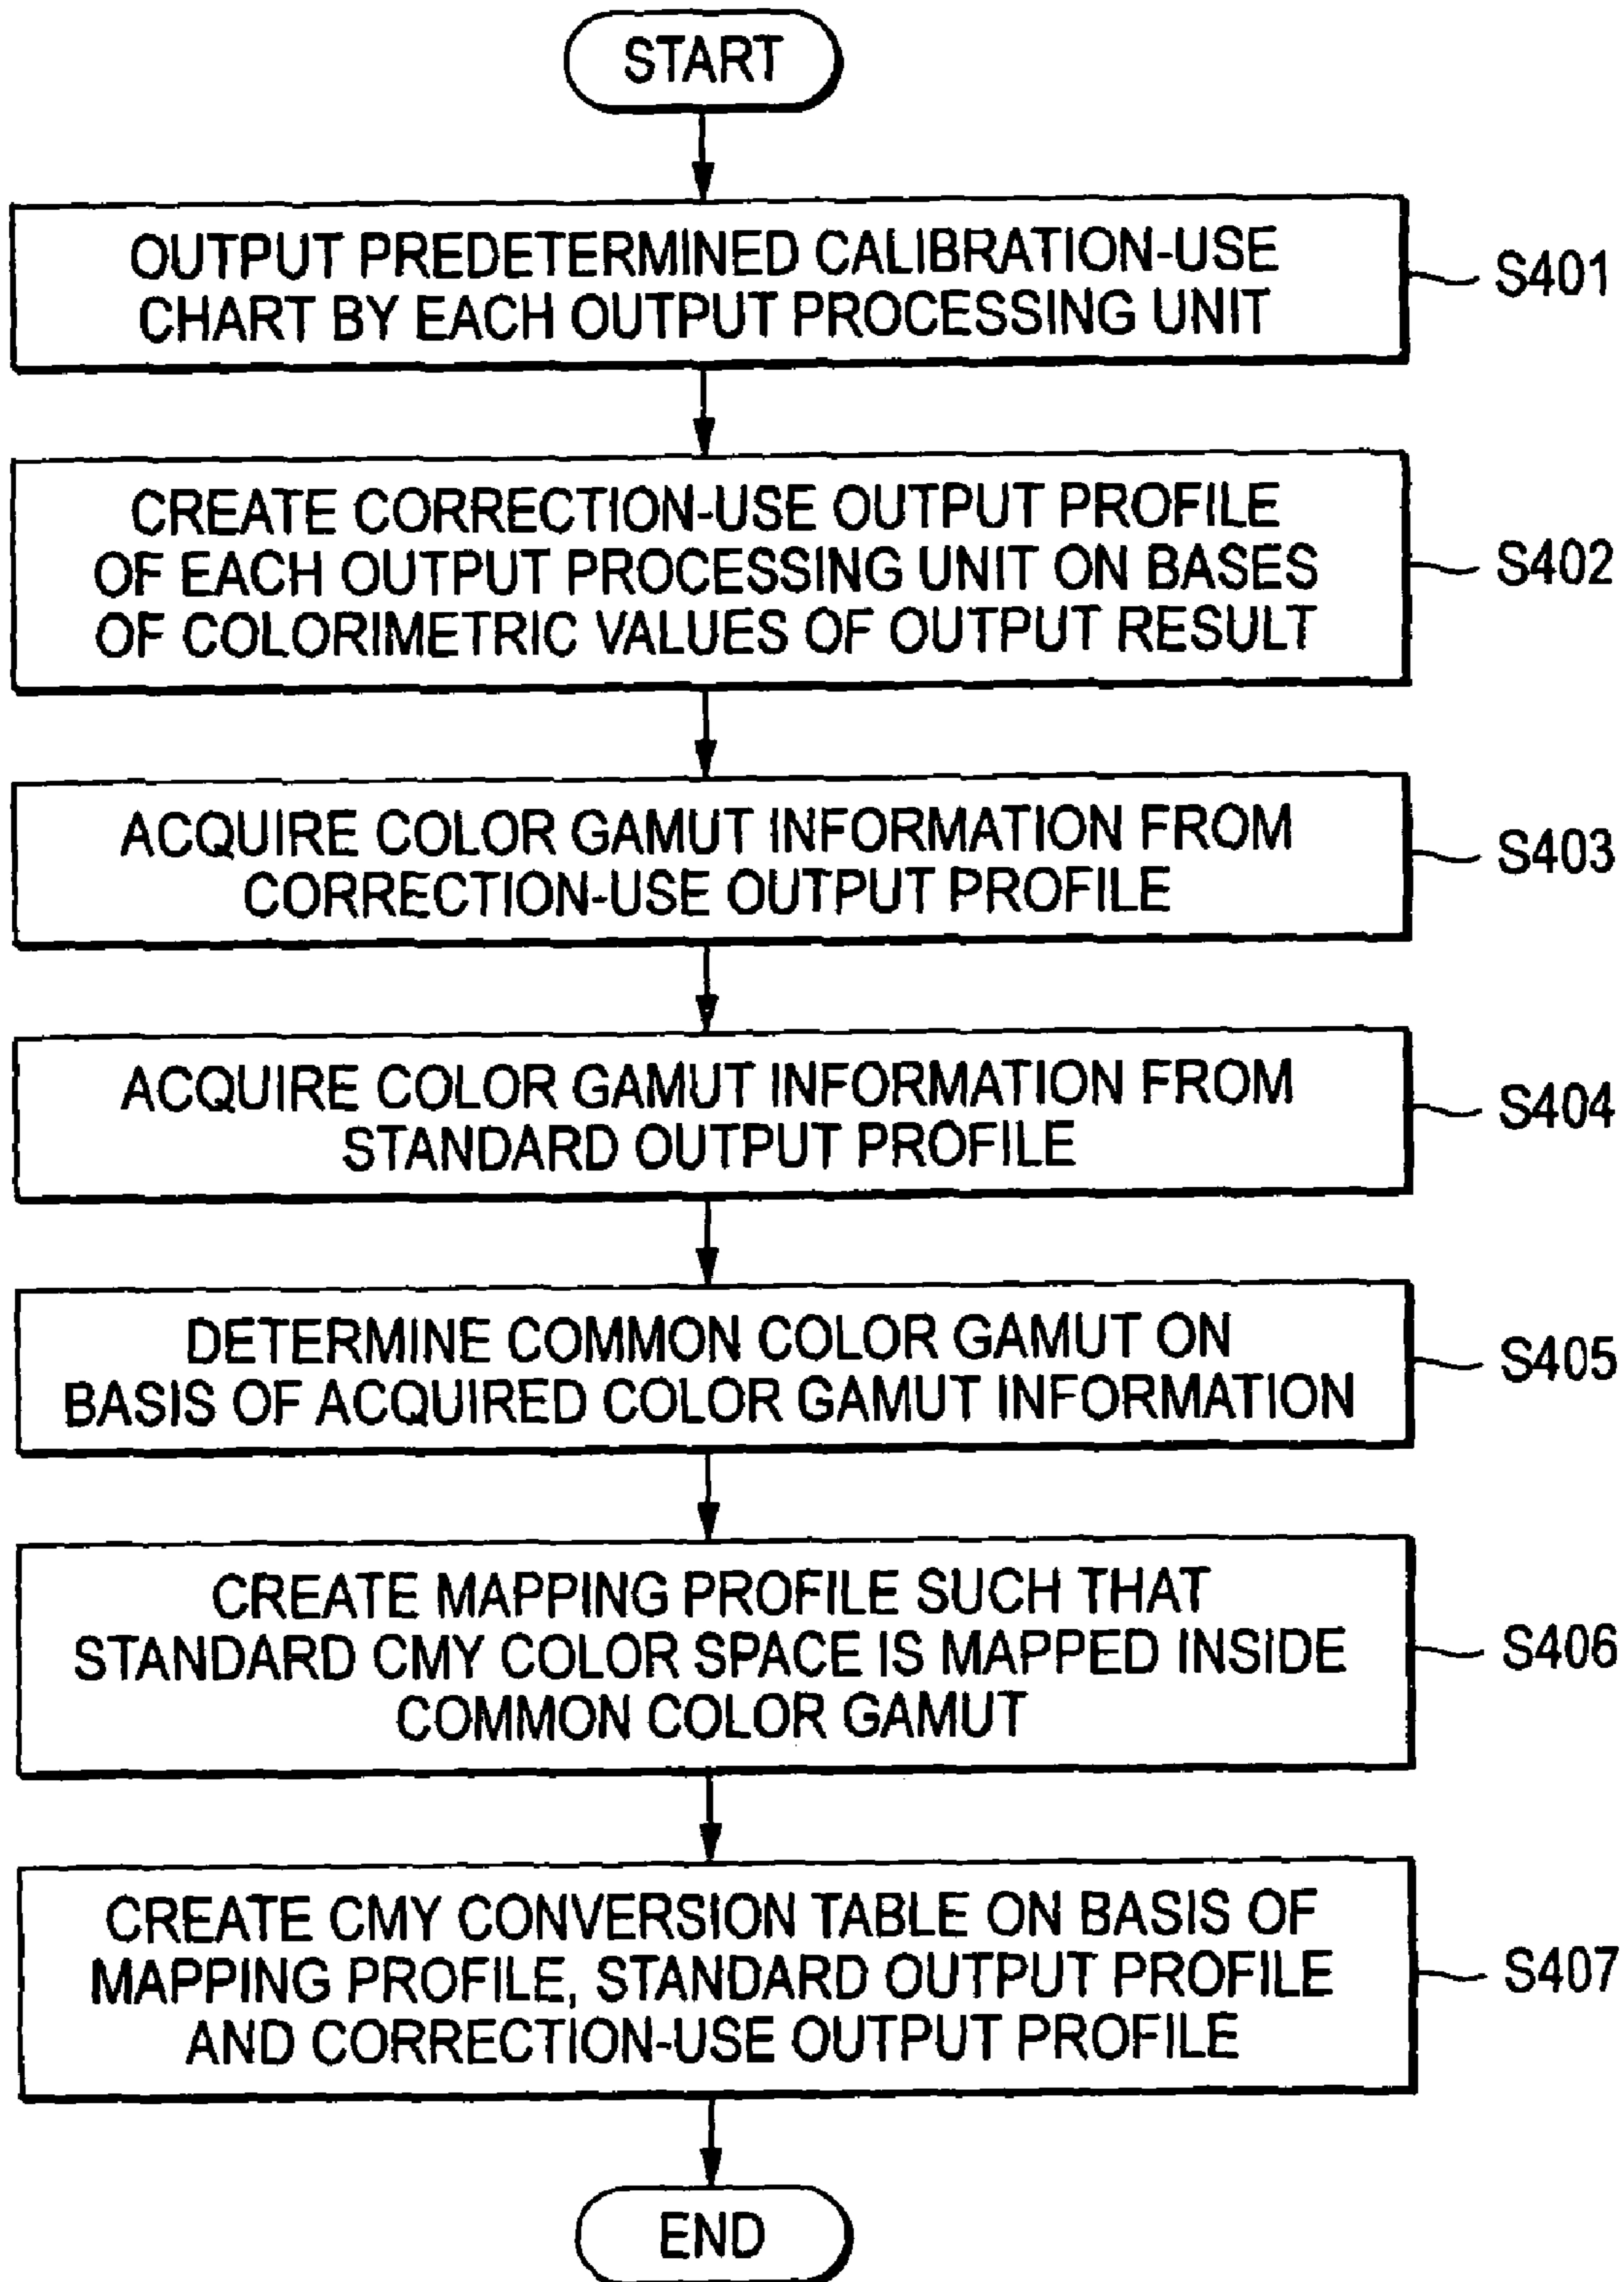 START
OUTPUT PREDETERMINED CALIBRATION-USE
CHART BY EACH OUTPUT PROCESSING UNIT
S401
CREATE CORRECTION-USE OUTPUT PROFILE
OF EACH OUTPUT PROCESSING UNIT ON BASES
OF COLORIMETRIC VALUES OF OUTPUT RESULT
S402
ACQUIRE COLOR GAMUT INFORMATION FROM
CORRECTION-USE OUTPUT PROFILE
S403
ACQUIRE COLOR GAMUT INFORMATION FROM
STANDARD OUTPUT PROFILE
S404
DETERMINE COMMON COLOR GAMUT ON
BASIS OF ACQUIRED COLOR GAMUT INFORMATION
S405
CREATE MAPPING PROFILE SUCH THAT
STANDARD CMY COLOR SPACE IS MAPPED INSIDE
COMMON COLOR GAMUT
S406
CREATE CMY CONVERSION TABLE ON BASIS OF
MAPPING PROFILE, STANDARD OUTPUT PROFILE
AND CORRECTION-USE OUTPUT PROFILE
S407
END